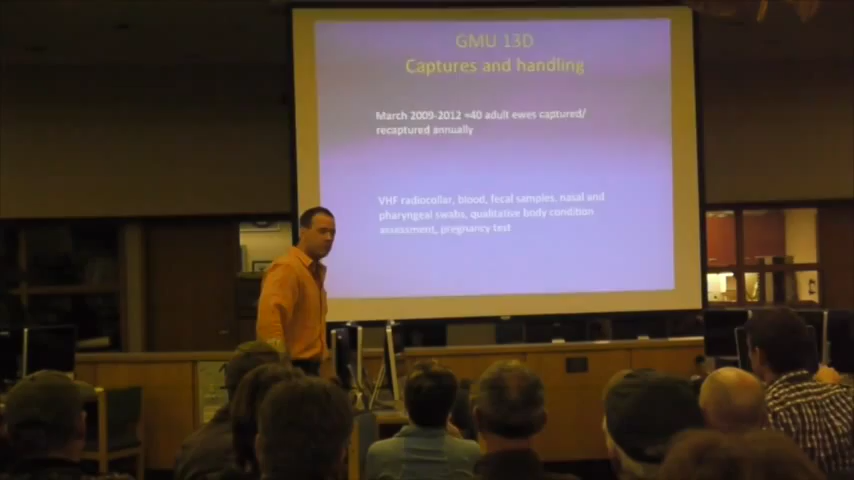 GMU 13D
Captures and handling
March 2009-2012 ≈40 adult ewes captured/
recaptured annually
VHF radiocollar, blood, fecal samples, nasal and
pharyngeal swabs, qualitative body condition
assessment, pregnancy test